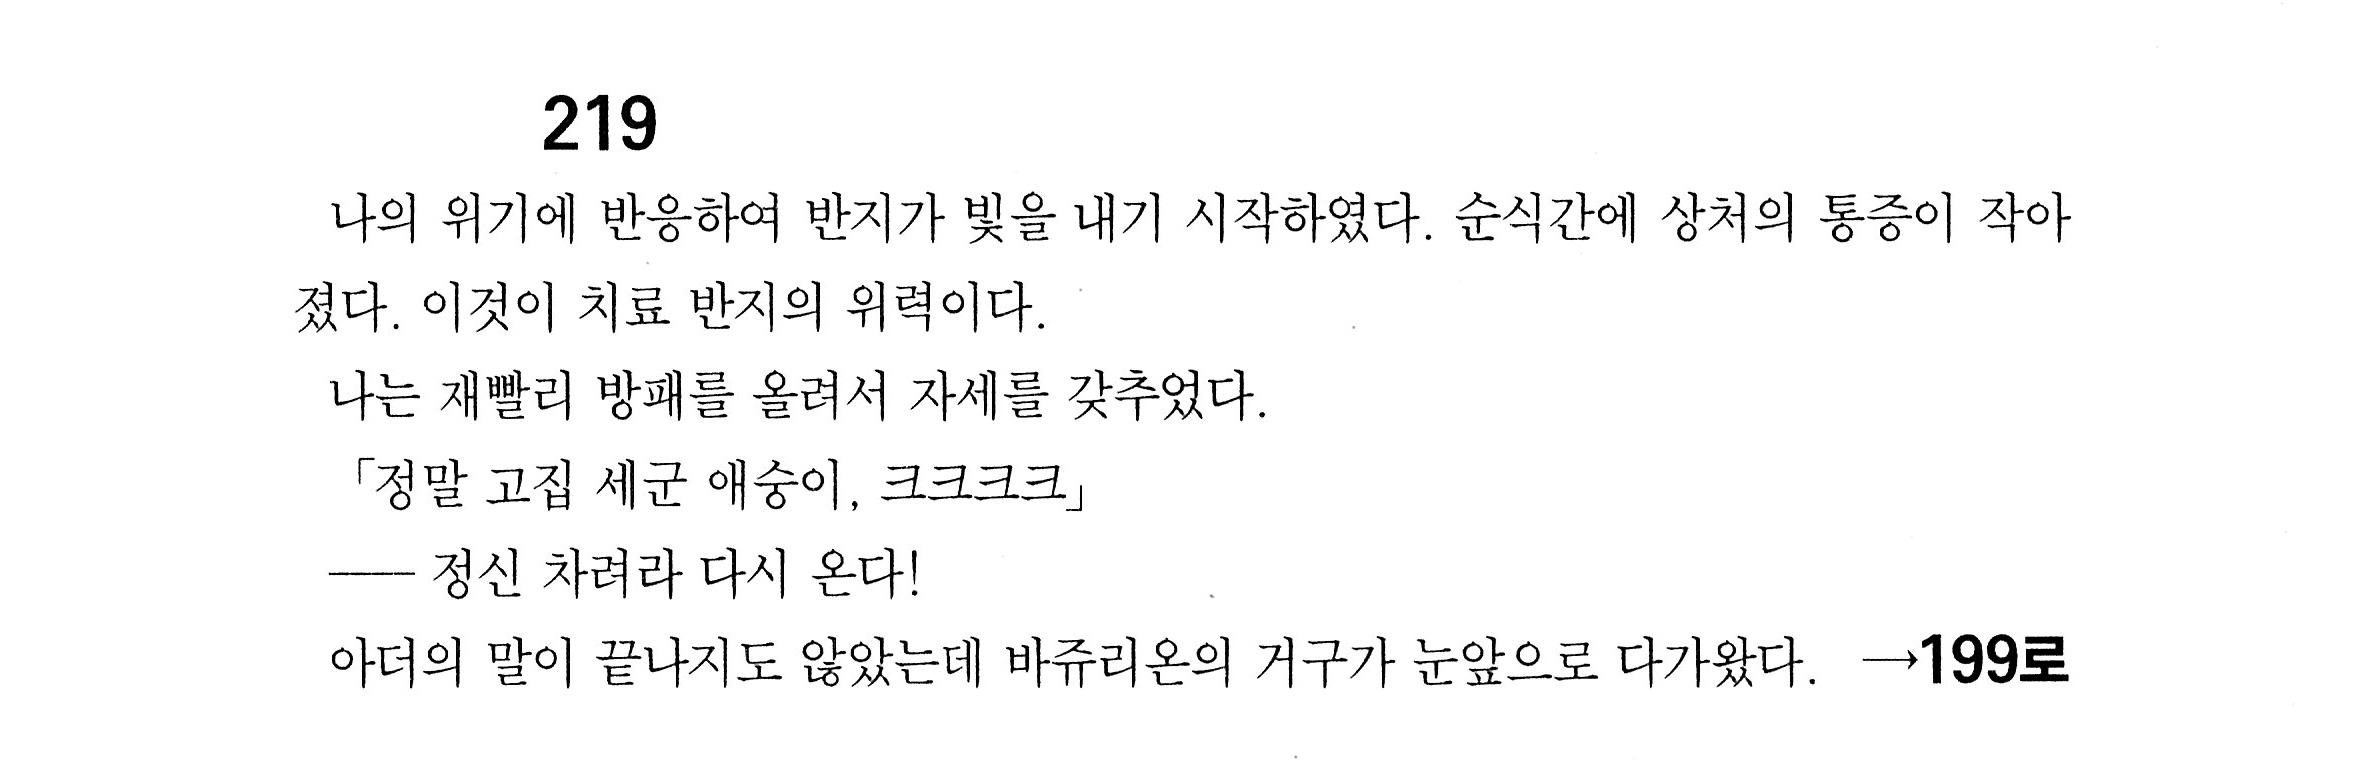 219
나의 위기에 반응하여 반지가 빛을 내기 시작하였다. 순식간에 상처의 통증이 작아
졌다. 이것이 치료 반지의 위력이다.
나는 재빨리 방패를 올려서 자세를 갖추었다.
「정말 고집 세군 애숭이, 크크크크」
── 정신 차려라 다시 온다!
아더의 말이 끝나지도 않았는데 바쥬리온의 거구가 눈앞으로 다가왔다. →199로